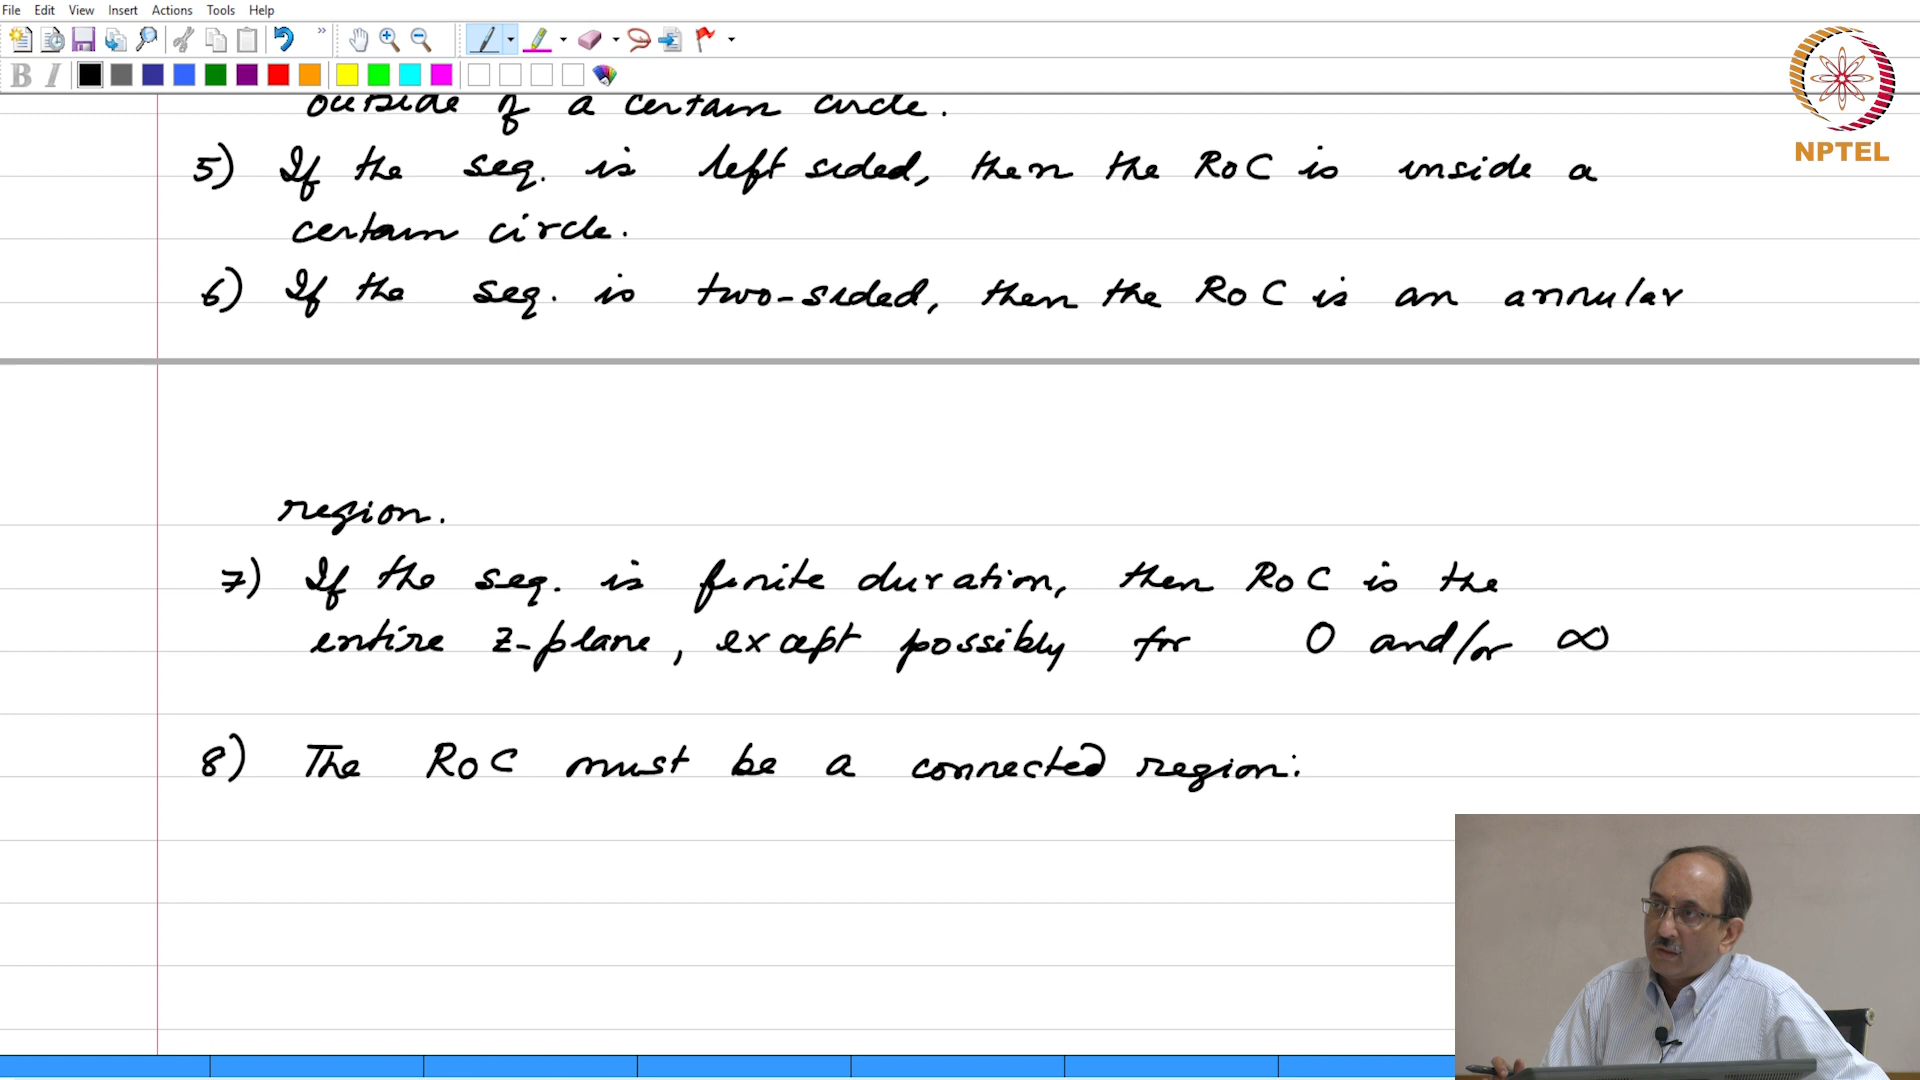 File Edit View Insert Actions Tools Help
B I
NPTEL
outside of a certain circle.
5) If the seq. is left sided, then the RoC is inside a
certain circle.
6) If the seq. is two-sided, then the RoC is an annular
region.
7) If the seq. is finite duration, then RoC is the
entire z-plane, except possibly for 0 and/or ∞
8) The RoC must be a connected region.